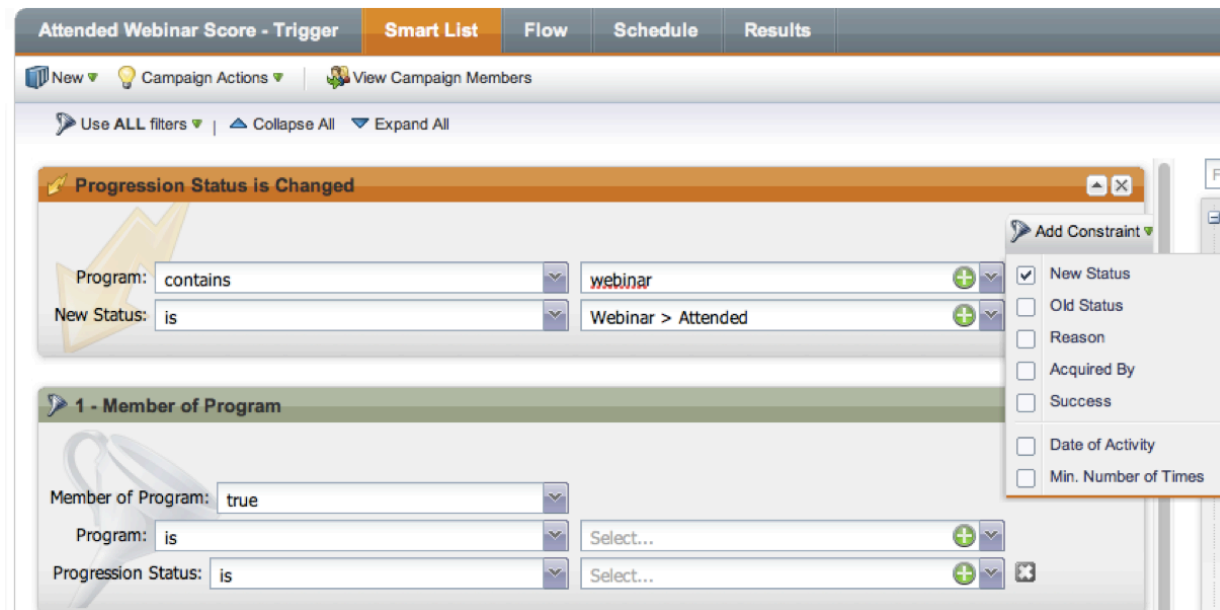 Attended Webinar Score - Trigger Smart List Flow Schedule Results
New Campaign Actions View Campaign Members
Use ALL filters | Collapse All Expand All
Progression Status is Changed
Add Constraint
Program: contains webinar
New Status: is Webinar > Attended
New Status
Old Status
Reason
Acquired By
Success
Date of Activity
Min. Number of Times
1 - Member of Program
Member of Program: true
Program: is Select...
Progression Status: is Select...